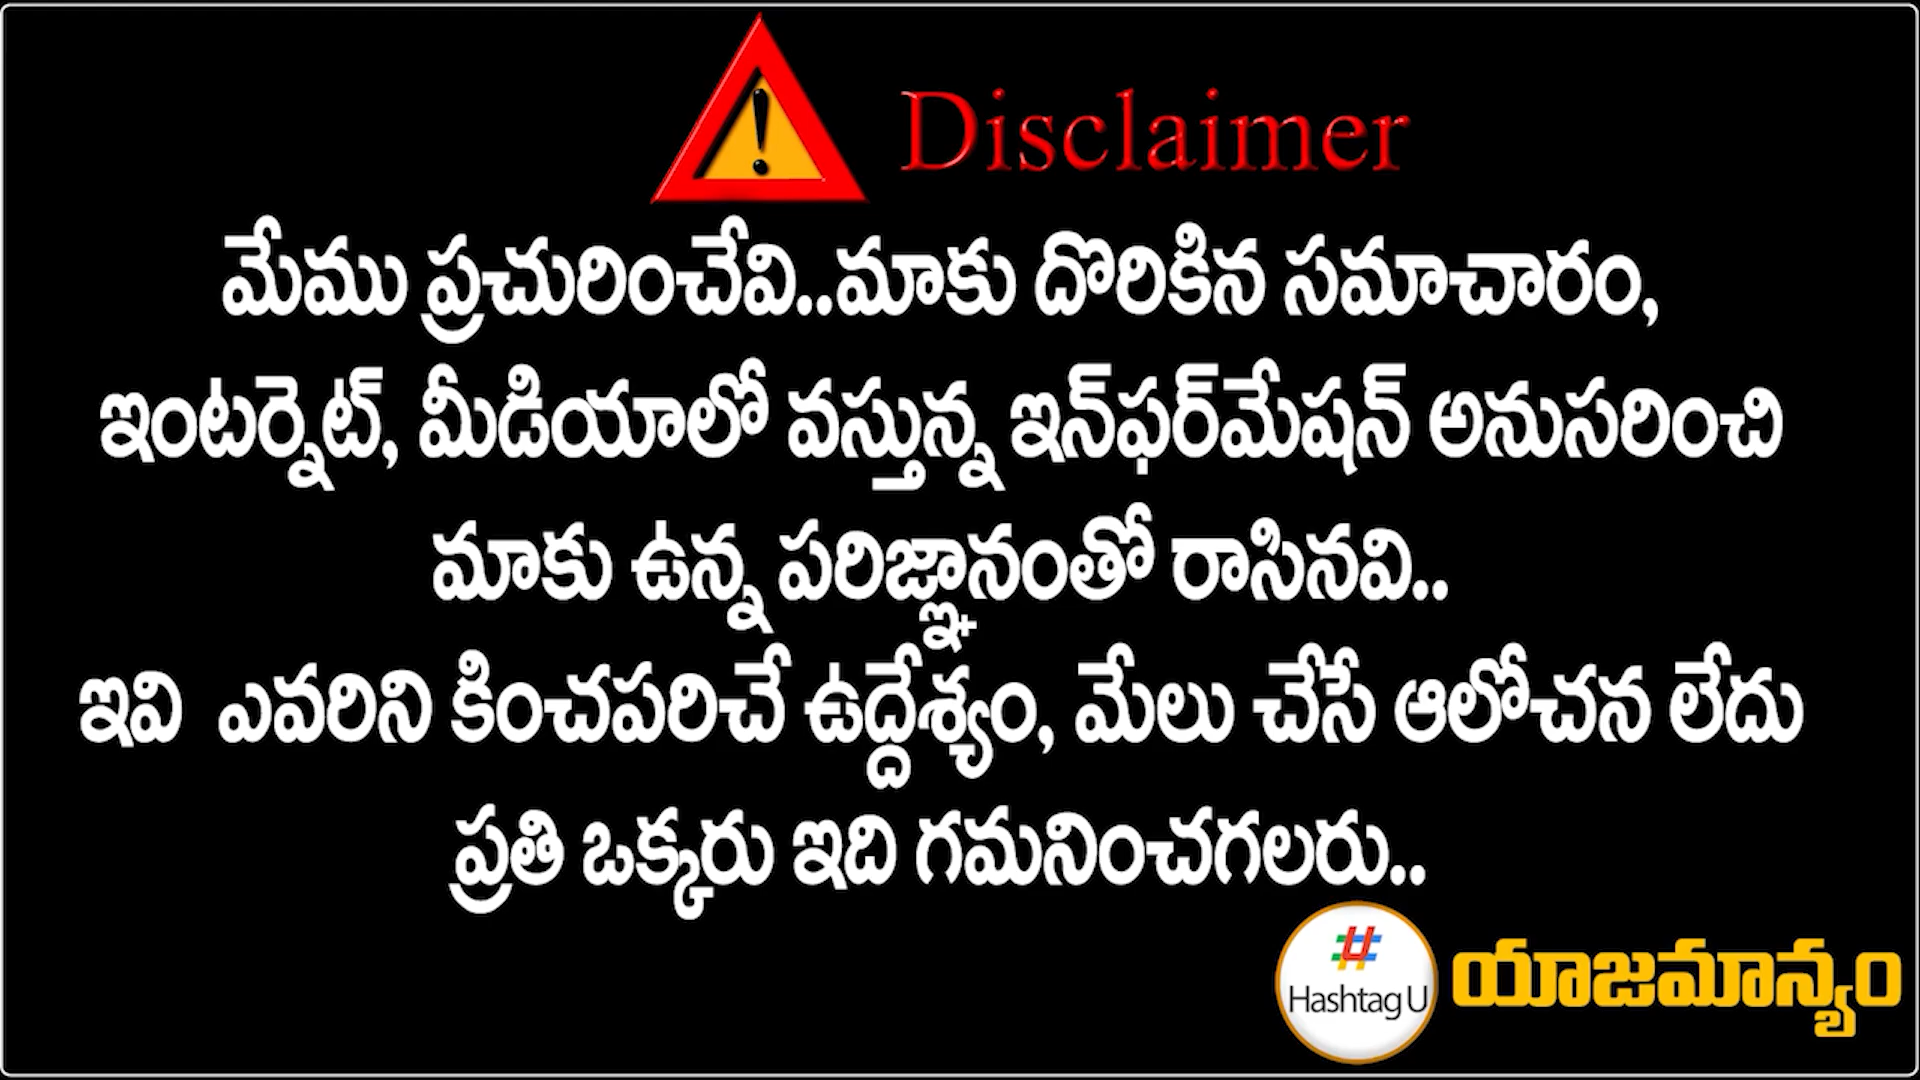 Disclaimer
మేము ప్రచురించేవి..మాకు దొరికిన సమాచారం,
ఇంటర్నెట్, మీడియాలో వస్తున్న ఇన్‌ఫర్‌మేషన్ అనుసరించి
మాకు ఉన్న పరిజ్ఞానంతో రాసినవి..
ఇవి ఎవరిని కించపరిచే ఉద్దేశ్యం, మేలు చేసే ఆలోచన లేదు
ప్రతి ఒక్కరు ఇది గమనించగలరు..
#
Hashtag U యాజమాన్యం